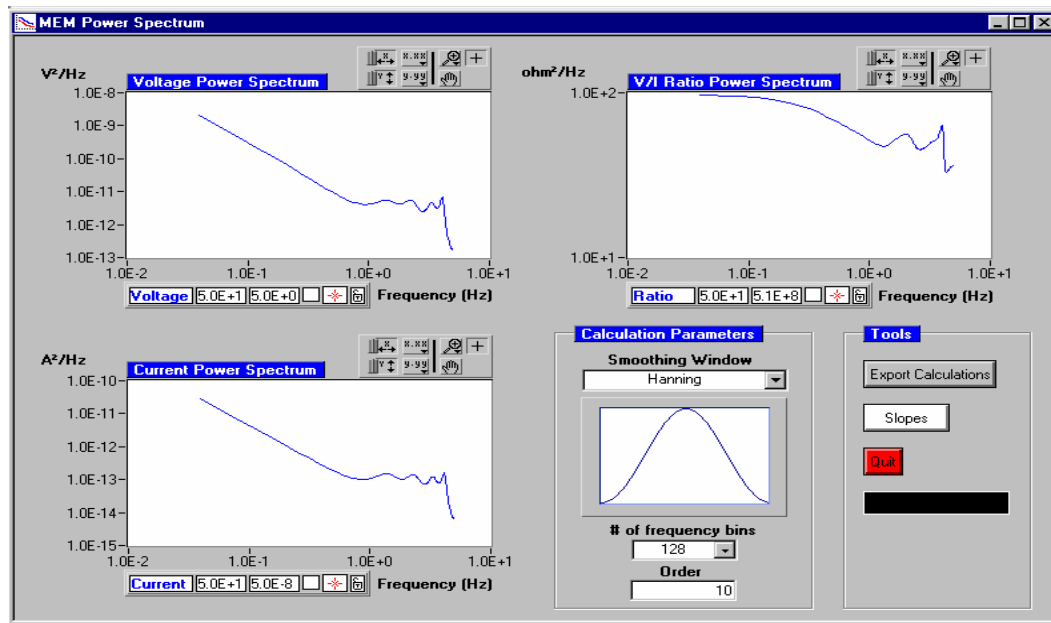 MEM Power Spectrum
V²/Hz
Voltage Power Spectrum
X.XX
Y.YY
1.0E-8
1.0E-9
1.0E-10
1.0E-11
1.0E-12
1.0E-13
1.0E-2
1.0E-1
1.0E+0
1.0E+1
Voltage 5.0E+1 5.0E+0
Frequency (Hz)
ohm²/Hz
V/I Ratio Power Spectrum
X.XX
Y.YY
1.0E+2
1.0E+1
1.0E-2
1.0E-1
1.0E+0
1.0E+1
Ratio 5.0E+1 5.1E+8
Frequency (Hz)
A²/Hz
Current Power Spectrum
X.XX
Y.YY
1.0E-10
1.0E-11
1.0E-12
1.0E-13
1.0E-14
1.0E-15
1.0E-2
1.0E-1
1.0E+0
1.0E+1
Current 5.0E+1 5.0E-8
Frequency (Hz)
Calculation Parameters
Smoothing Window
Hanning
# of frequency bins
128
Order
10
Tools
Export Calculations
Slopes
Quit